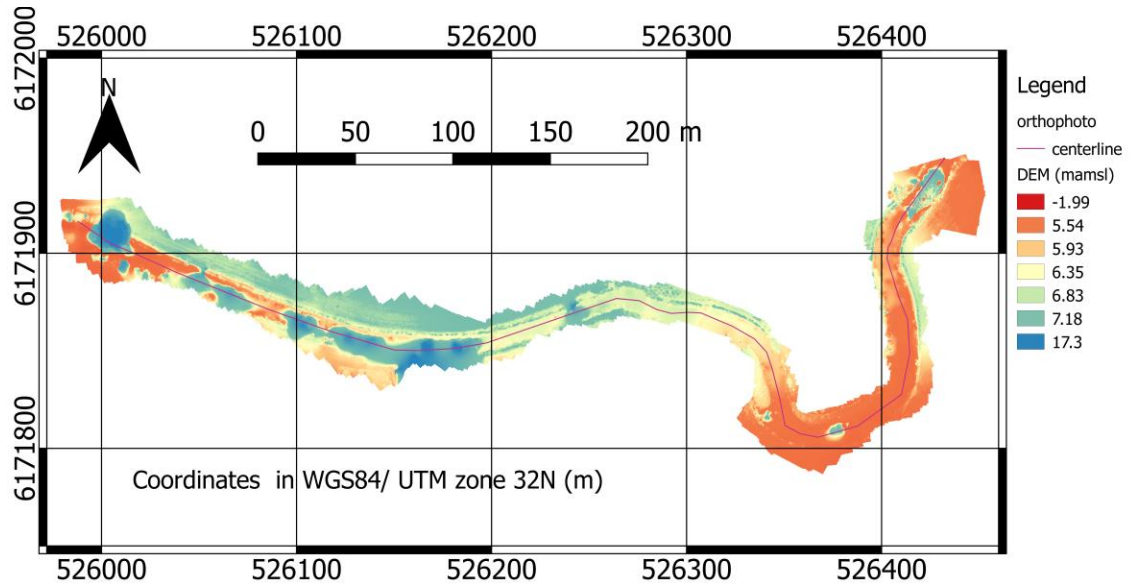 526000 526100 526200 526300 526400
6172000
N
0 50 100 150 200 m
Legend
orthophoto
centerline
DEM (mamsl)
-1.99
5.54
5.93
6.35
6.83
7.18
17.3
6171900
6171800
Coordinates in WGS84/ UTM zone 32N (m)
526000 526100 526200 526300 526400